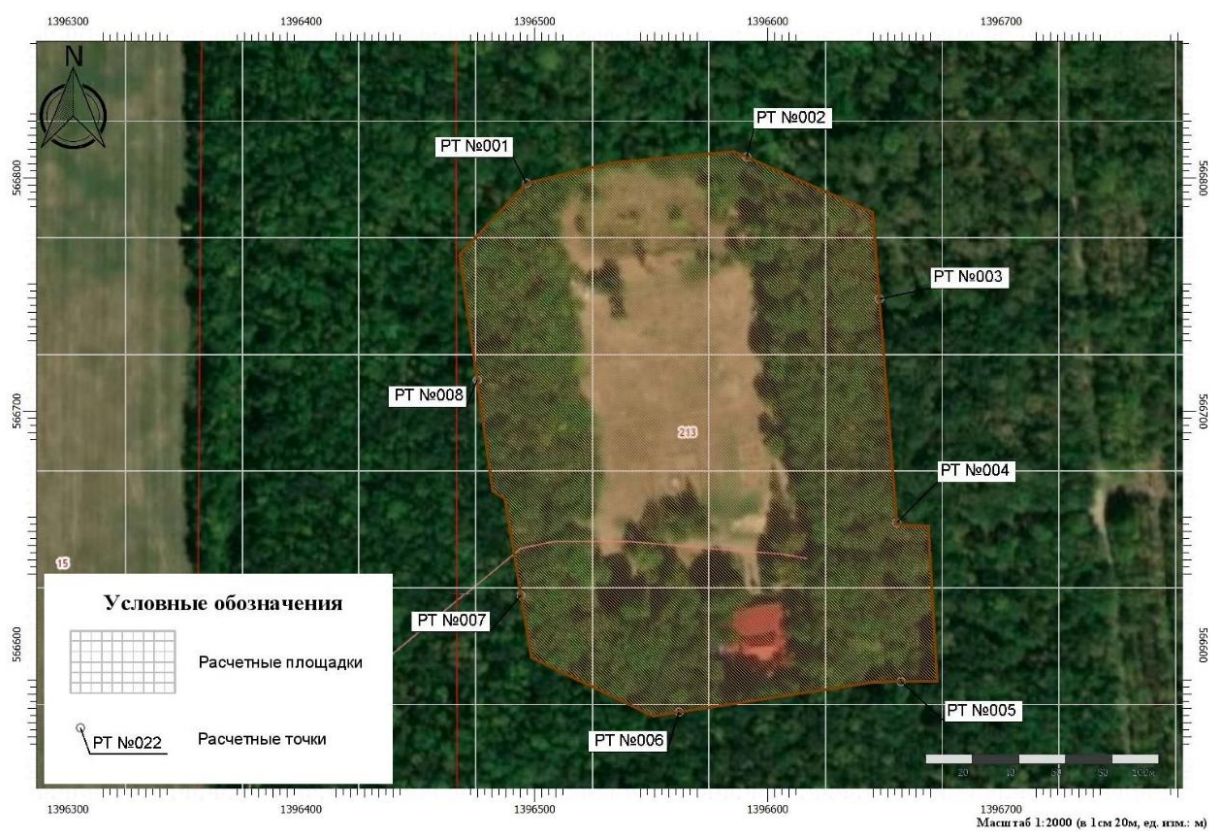 1396300 1396400 1396500 1396600 1396700
N
РТ №002
РТ №001
566800 566800
РТ №003
РТ №008
566700 566700
213
РТ №004
15
Условные обозначения
РТ №007
566600 566600
Расчетные площадки
РТ №005
РТ №022
Расчетные точки
РТ №006
1396300 1396400 1396500 1396600 1396700
Масштаб 1:2000 (в 1см 20м, ед. изм.: м)